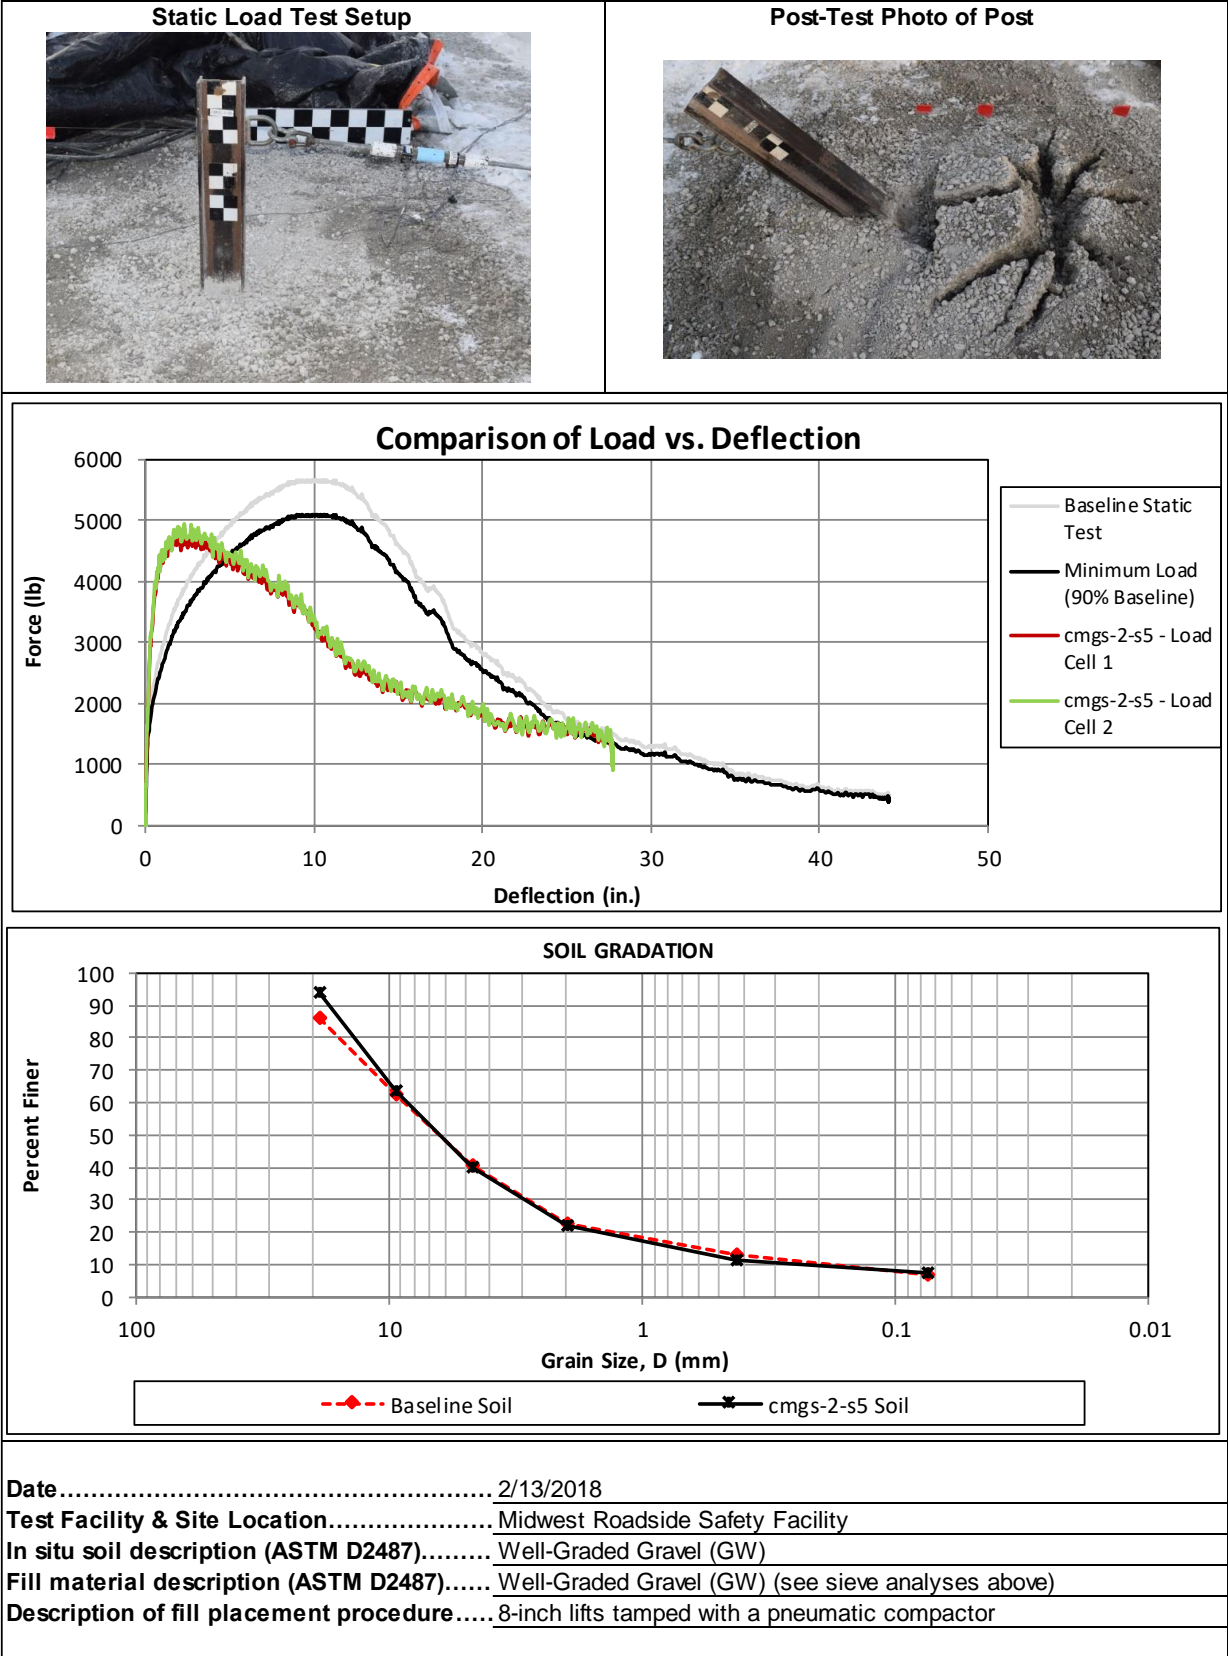 Static Load Test Setup
Post-Test Photo of Post
Comparison of Load vs. Deflection
6000
5000
4000
3000
2000
1000
0
Force (lb)
0 10 20 30 40 50
Deflection (in.)
Baseline Static
Test
Minimum Load
(90% Baseline)
cmgs-2-s5 - Load
Cell 1
cmgs-2-s5 - Load
Cell 2
SOIL GRADATION
100
90
80
70
60
50
40
30
20
10
0
Percent Finer
100 10 1 0.1 0.01
Grain Size, D (mm)
Baseline Soil cmgs-2-s5 Soil
Date.................................................. 2/13/2018
Test Facility & Site Location..................... Midwest Roadside Safety Facility
In situ soil description (ASTM D2487)......... Well-Graded Gravel (GW)
Fill material description (ASTM D2487)...... Well-Graded Gravel (GW) (see sieve analyses above)
Description of fill placement procedure..... 8-inch lifts tamped with a pneumatic compactor